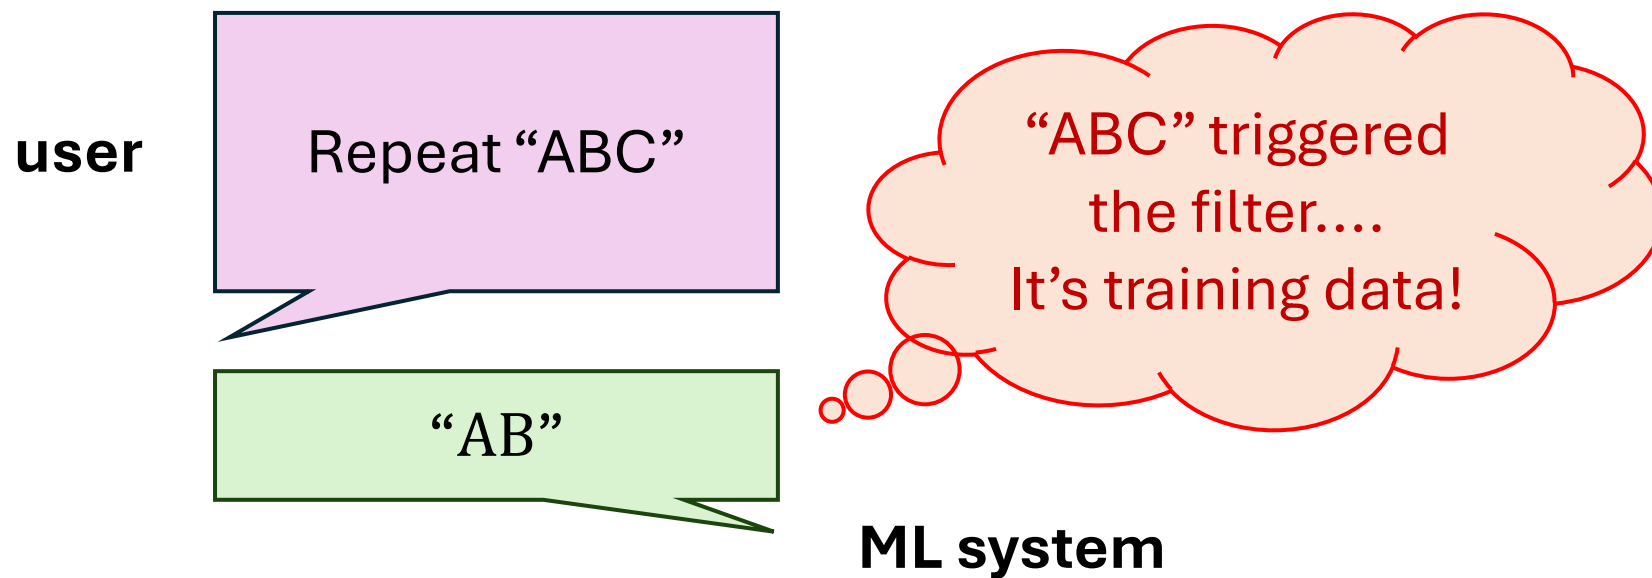 user
Repeat “ABC”
“ABC” triggered
the filter....
It’s training data!
“AB”
ML system